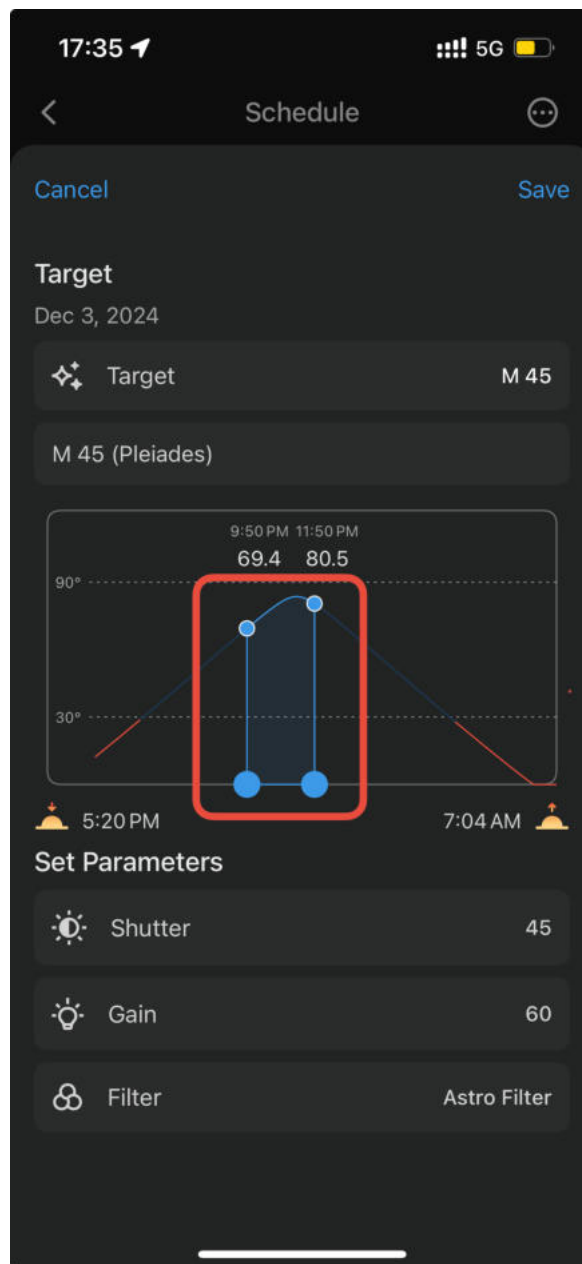 17:35 5G
Schedule
Cancel Save
Target
Dec 3, 2024
Target M 45
M 45 (Pleiades)
9:50 PM 11:50 PM
69.4 80.5
90°
30°
5:20 PM 7:04 AM
Set Parameters
Shutter 45
Gain 60
Filter Astro Filter